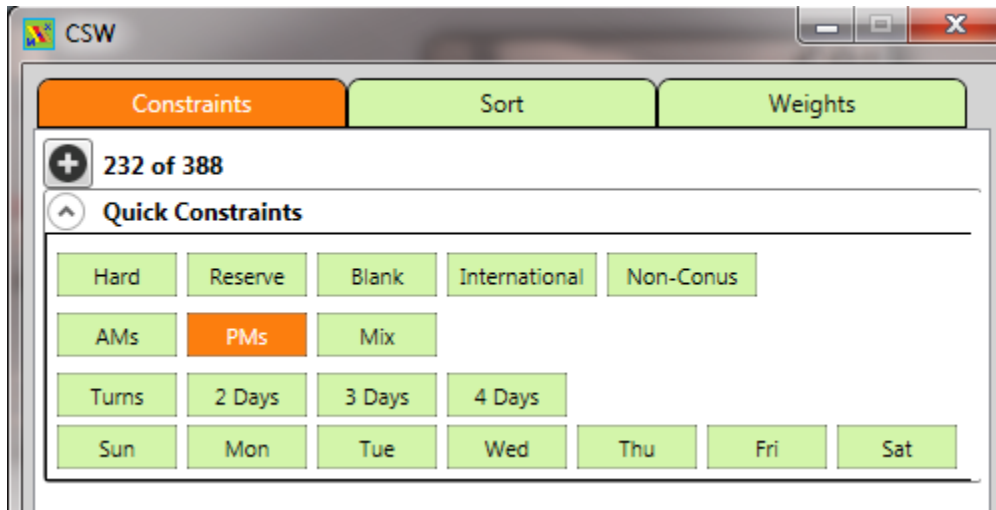 CSW
Constraints Sort Weights
232 of 388
Quick Constraints
Hard Reserve Blank International Non-Conus
AMs PMs Mix
Turns 2 Days 3 Days 4 Days
Sun Mon Tue Wed Thu Fri Sat